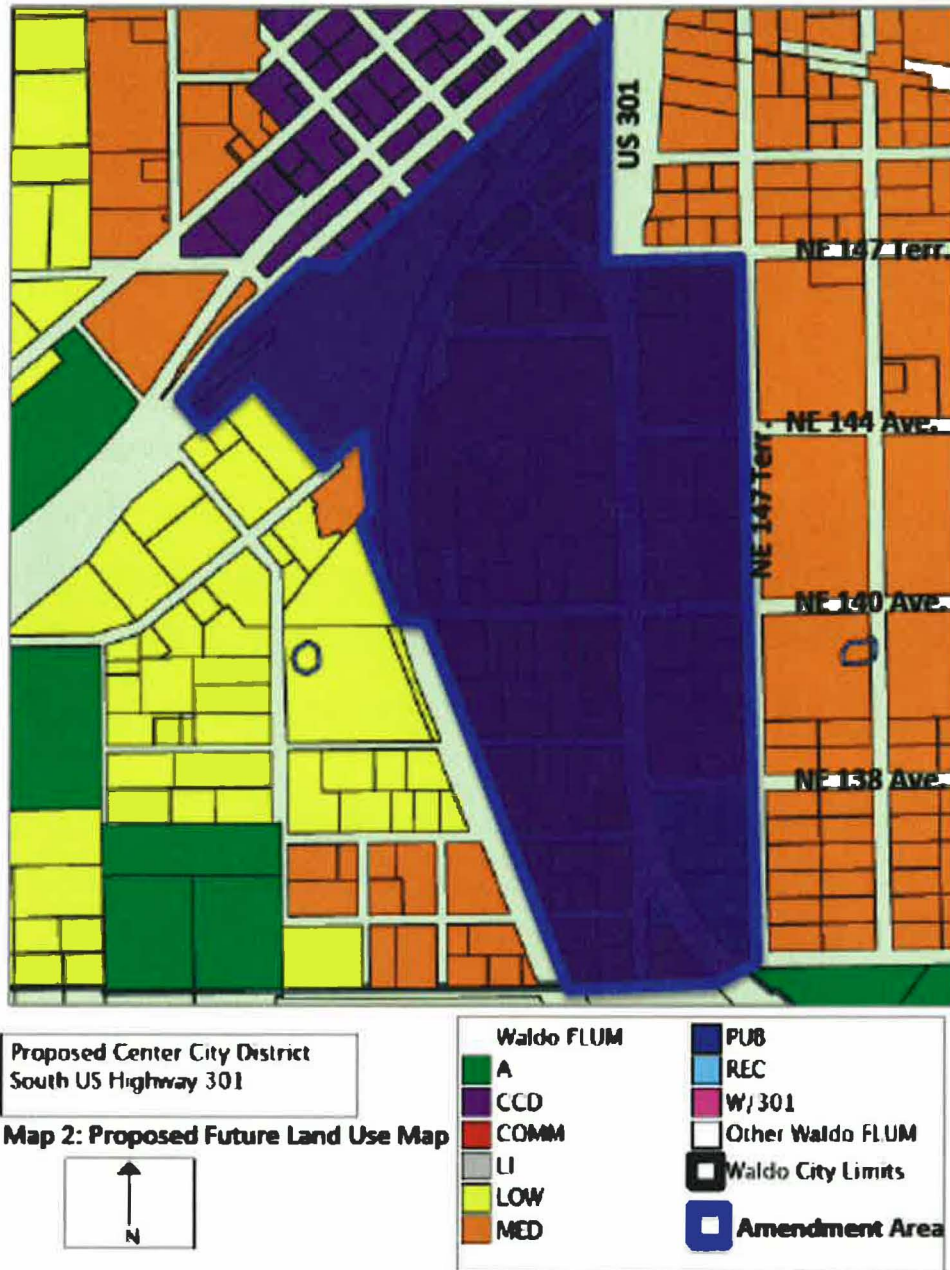 US 301
NE 147 Terr.
NE 144 Ave.
NE 147 Terr.
NE 140 Ave.
NE 138 Ave
Proposed Center City District
South US Highway 301
Map 2: Proposed Future Land Use Map
N
Waldo FLUM
A
CCD
COMM
LI
LOW
MED
PUB
REC
W/301
Other Waldo FLUM
Waldo City Limits
Amendment Area